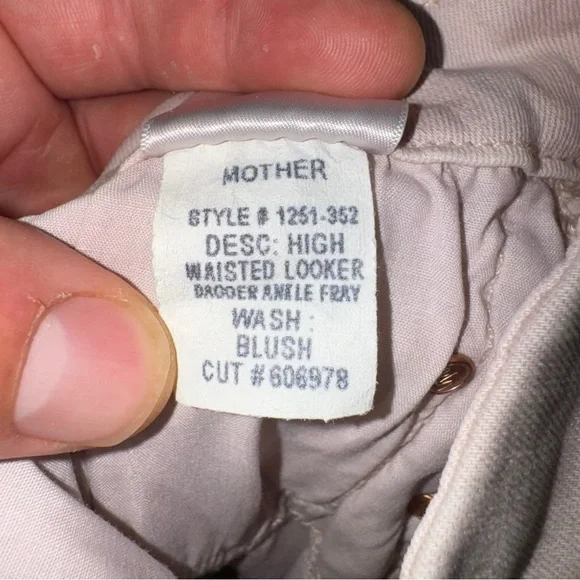 MOTHER
STYLE # 1251-352
DESC: HIGH
WAISTED LOOKER
DAGGER ANKLE FRAY
WASH:
BLUSH
CUT #606978